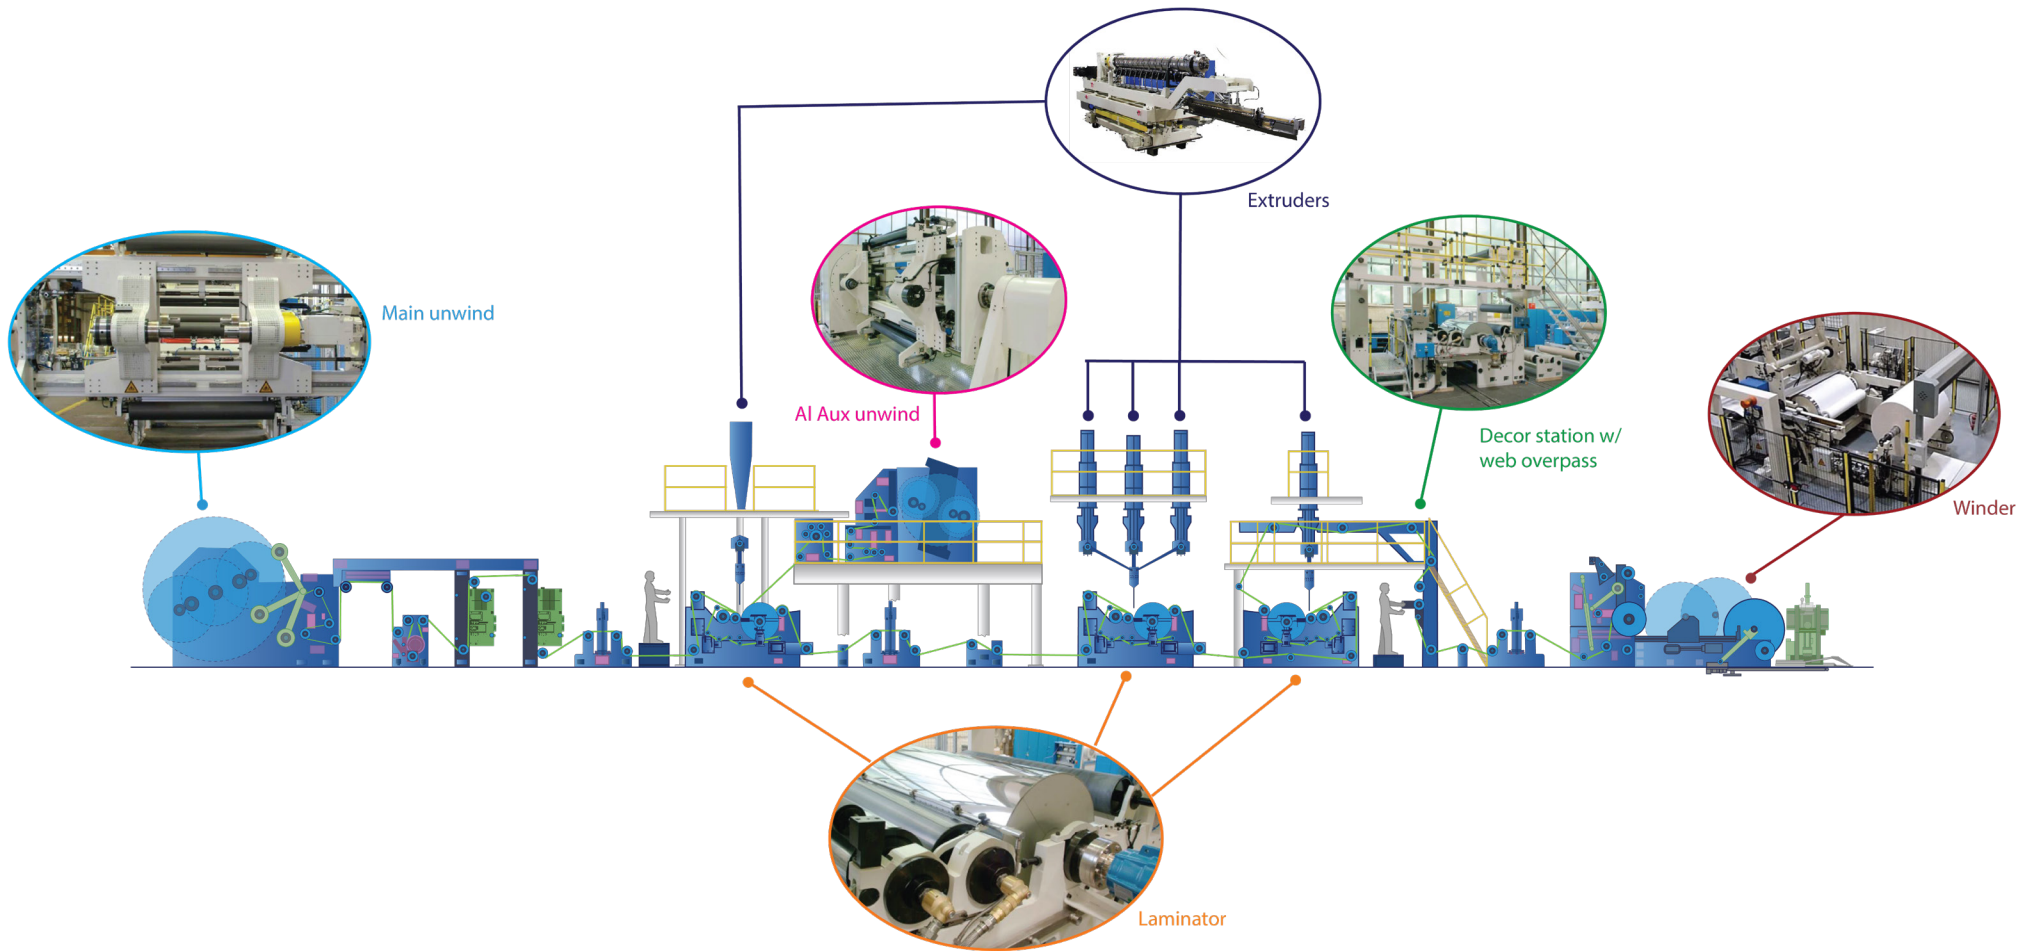 Extruders
Main unwind
Al Aux unwind
Decor station w/
web overpass
Winder
Laminator